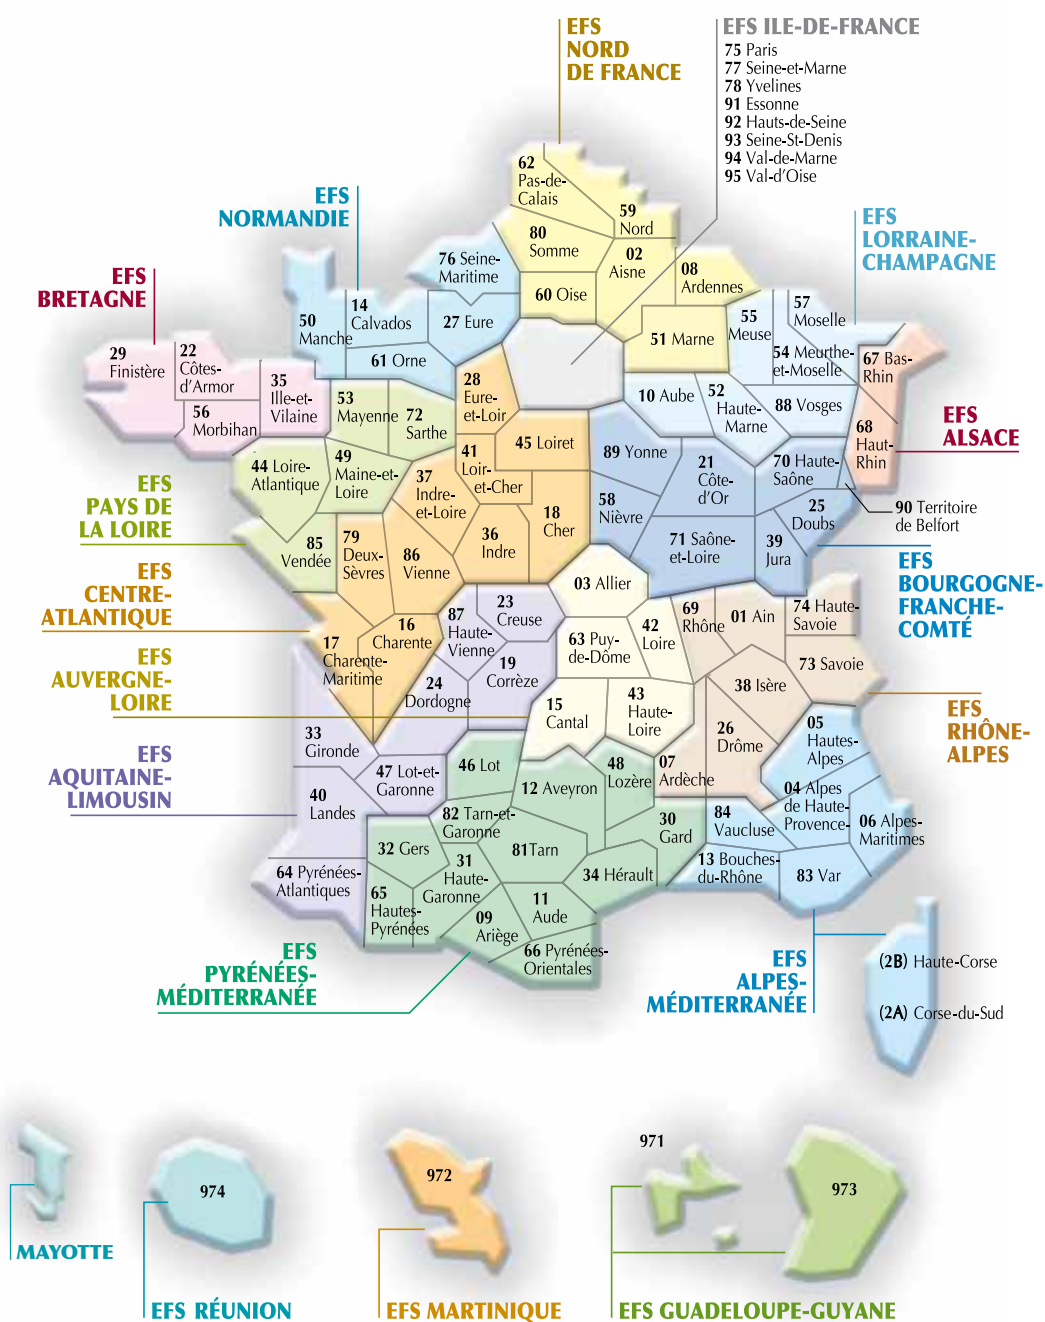 EFS
NORD
DE FRANCE
EFS ILE-DE-FRANCE
75 Paris
77 Seine-et-Marne
78 Yvelines
91 Essonne
92 Hauts-de-Seine
93 Seine-St-Denis
94 Val-de-Marne
95 Val-d'Oise
EFS
NORMANDIE
EFS
LORRAINE-
CHAMPAGNE
EFS
BRETAGNE
62
Pas-de-
Calais
59
Nord
80
Somme
02
Aisne
08
Ardennes
60 Oise
51 Marne
76 Seine-
Maritime
27 Eure
14
Calvados
50
Manche
61 Orne
29
Finistère
22
Côtes-
d'Armor
35
Ille-et-
Vilaine
56
Morbihan
53
Mayenne
72
Sarthe
28
Eure-
et-Loir
45 Loiret
41
Loir-
et-Cher
57
Moselle
55
Meuse
54 Meurthe-
et-Moselle
67 Bas-
Rhin
10 Aube
52
Haute-
Marne
88 Vosges
68
Haut-
Rhin
EFS
ALSACE
44 Loire-
Atlantique
49
Maine-et-
Loire
37
Indre-
et-Loire
89 Yonne
21
Côte-
d'Or
70 Haute-
Saône
EFS
PAYS DE
LA LOIRE
58
Nièvre
25
Doubs
90 Territoire
de Belfort
85
Vendée
79
Deux-
Sèvres
86
Vienne
36
Indre
18
Cher
71 Saône-
et-Loire
39
Jura
EFS
CENTRE-
ATLANTIQUE
EFS
BOURGOGNE-
FRANCHE-
COMTÉ
03 Allier
23
Creuse
87
Haute-
Vienne
16
Charente
17
Charente-
Maritime
69
Rhône
01 Ain
74 Haute-
Savoie
42
Loire
63 Puy-
de-Dôme
73 Savoie
EFS
AUVERGNE-
LOIRE
19
Corrèze
24
Dordogne
38 Isère
15
Cantal
43
Haute-
Loire
26
Drôme
05
Hautes-
Alpes
EFS
RHÔNE-
ALPES
33
Gironde
EFS
AQUITAINE-
LIMOUSIN
47 Lot-et-
Garonne
46 Lot
48
Lozère
07
Ardèche
40
Landes
12 Aveyron
04 Alpes
de Haute-
Provence-
06 Alpes-
Maritimes
82 Tarn-et-
Garonne
30
Gard
84
Vaucluse
32 Gers
81Tarn
31
Haute-
Garonne
34 Hérault
13 Bouches-
du-Rhône
83 Var
64 Pyrénées-
Atlantiques
65
Hautes-
Pyrénées
09
Ariège
11
Aude
66 Pyrénées-
Orientales
EFS
PYRÉNÉES-
MÉDITERRANÉE
EFS
ALPES-
MÉDITERRANÉE
(2B) Haute-Corse
(2A) Corse-du-Sud
MAYOTTE
974
EFS RÉUNION
972
EFS MARTINIQUE
971
973
EFS GUADELOUPE-GUYANE